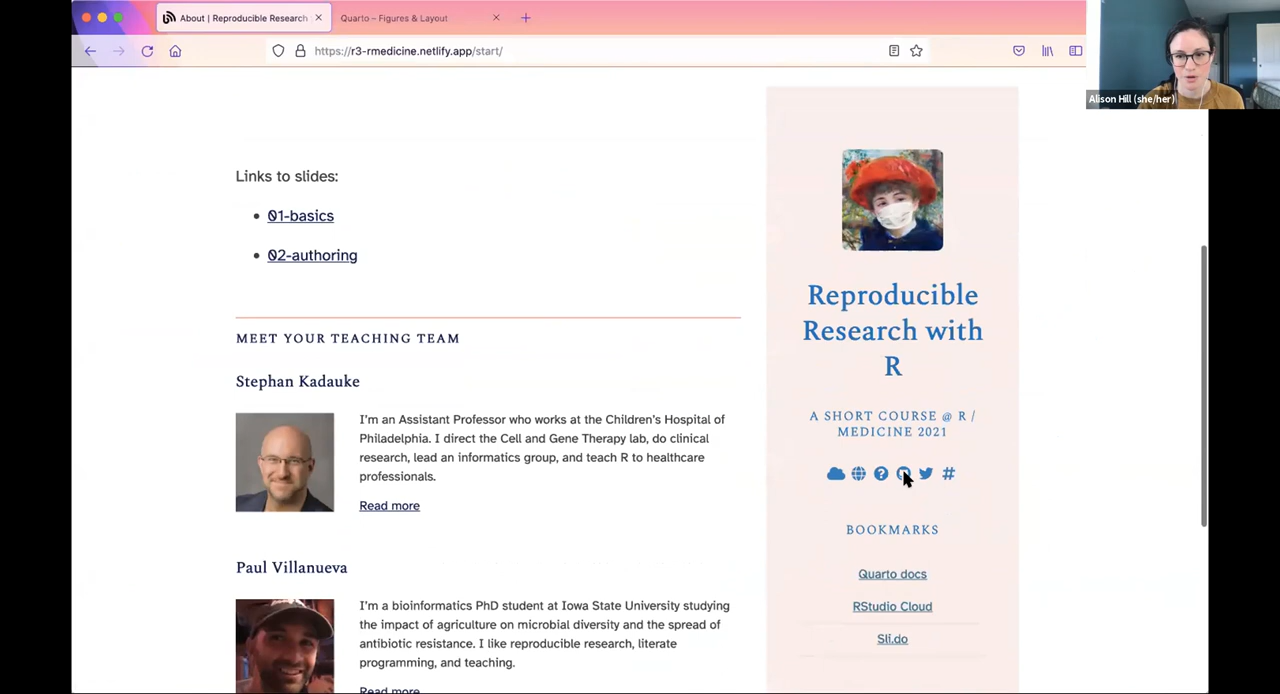 About | Reproducible Research
Quarto – Figures & Layout
https://r3-rmedicine.netlify.app/start/
Alison Hill (she/her)
Links to slides:
01-basics
02-authoring
MEET YOUR TEACHING TEAM
Stephan Kadauke
I'm an Assistant Professor who works at the Children's Hospital of
Philadelphia. I direct the Cell and Gene Therapy lab, do clinical
research, lead an informatics group, and teach R to healthcare
professionals.
Read more
Paul Villanueva
I'm a bioinformatics PhD student at Iowa State University studying
the impact of agriculture on microbial diversity and the spread of
antibiotic resistance. I like reproducible research, literate
programming, and teaching.
Read more
Reproducible
Research with
R
A SHORT COURSE @ R /
MEDICINE 2021
BOOKMARKS
Quarto docs
RStudio Cloud
Sli.do